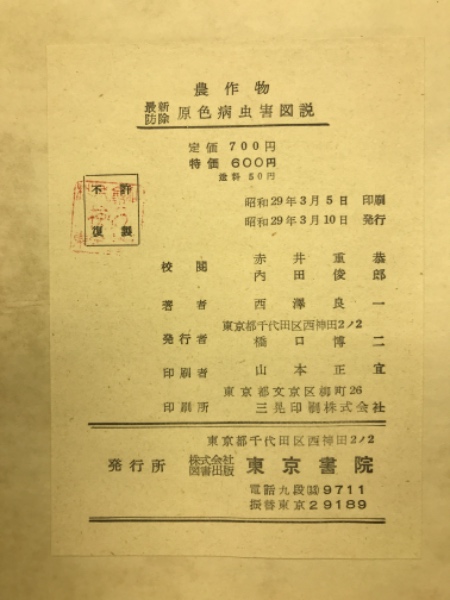 農作物
最新防除 原色病虫害図説
定価 700円
特価 600円
重料 50円
昭和29年3月5日 印刷
昭和29年3月10日 発行
不許
復製
校閲 赤井重恭
内田俊郎
著者 西澤良一
東京都千代田区西神田2ノ2
発行者 橋口博二
印刷者 山本正宜
東京都文京区柳町26
印刷所 三晃印刷株式会社
東京都千代田区西神田2ノ2
発行所 株式会社図書出版 東京書院
電話九段(33)9711
振替東京29189